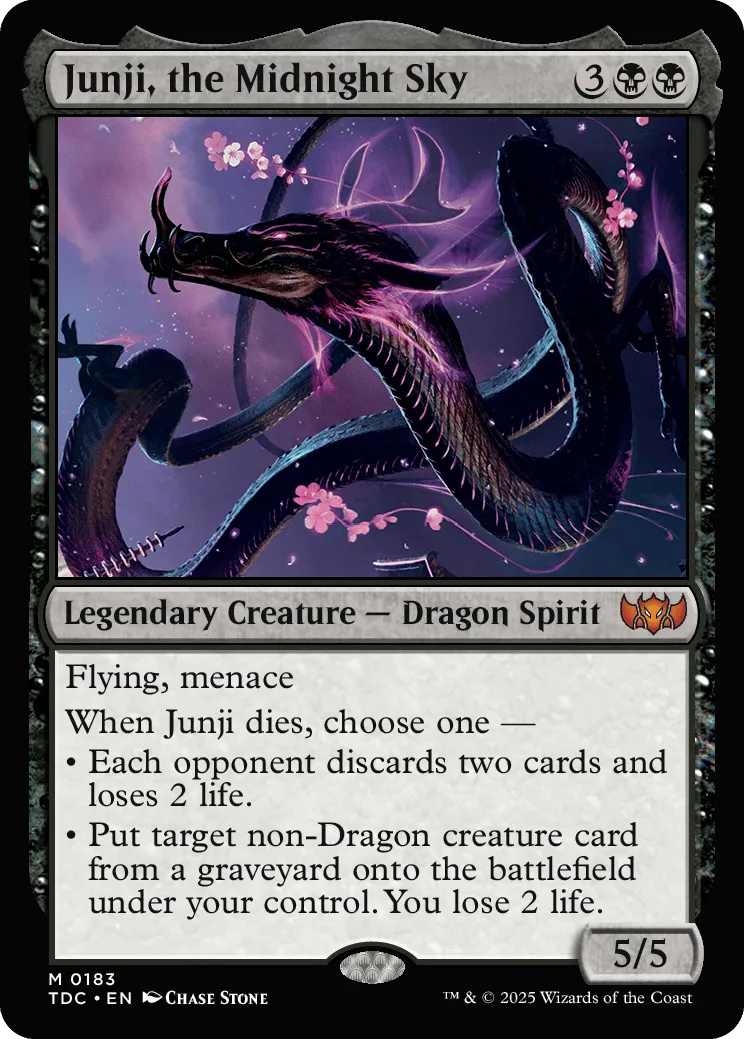 Junji, the Midnight Sky 3
Legendary Creature — Dragon Spirit
Flying, menace
When Junji dies, choose one —
• Each opponent discards two cards and
loses 2 life.
• Put target non-Dragon creature card
from a graveyard onto the battlefield
under your control. You lose 2 life.
5/5
M 0183
TDC • EN Chase Stone
™ & © 2025 Wizards of the Coast